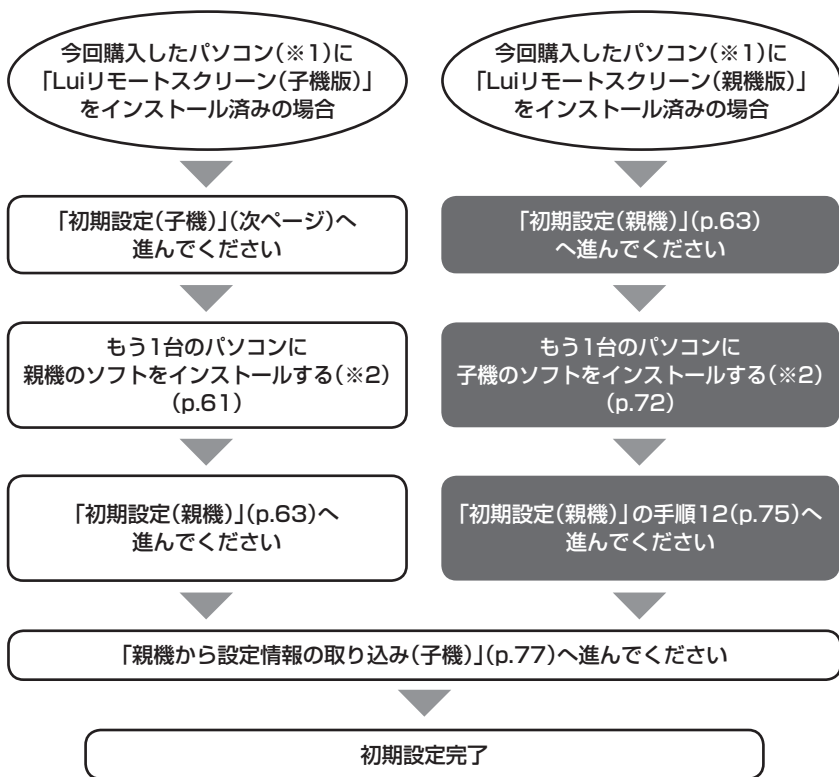 今回購入したパソコン(※1)に
「Luiリモートスクリーン(子機版)」
をインストール済みの場合
「初期設定(子機)」(次ページ)へ
進んでください
もう1台のパソコンに
親機のソフトをインストールする(※2)
(p.61)
「初期設定(親機)」(p.63)へ
進んでください
今回購入したパソコン(※1)に
「Luiリモートスクリーン(親機版)」
をインストール済みの場合
「初期設定(親機)」(p.63)
へ進んでください
もう1台のパソコンに
子機のソフトをインストールする(※2)
(p.72)
「初期設定(親機)」の手順12(p.75)へ
進んでください
「親機から設定情報の取り込み(子機)」(p.77)へ進んでください
初期設定完了